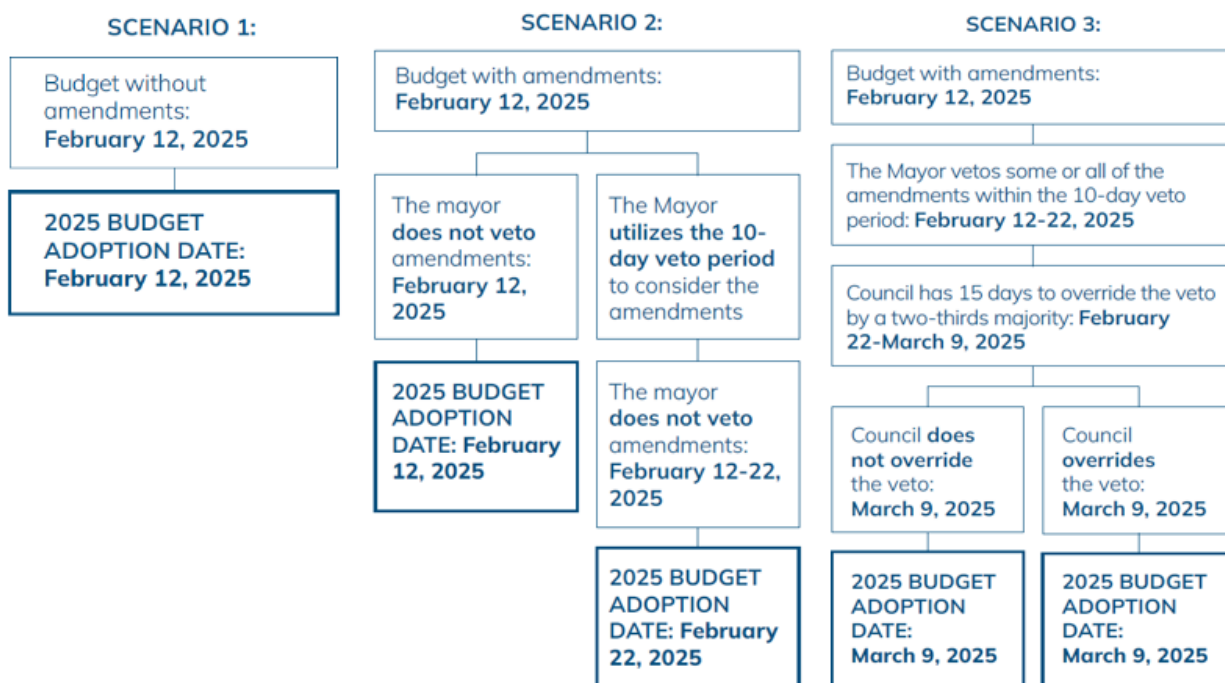 SCENARIO 1:
Budget without
amendments:
February 12, 2025
2025 BUDGET
ADOPTION DATE:
February 12, 2025
SCENARIO 2:
Budget with amendments:
February 12, 2025
The mayor
does not veto
amendments:
February 12,
2025
2025 BUDGET
ADOPTION
DATE: February
12, 2025
The Mayor
utilizes the 10-
day veto period
to consider the
amendments
The mayor
does not veto
amendments:
February 12-22,
2025
2025 BUDGET
ADOPTION
DATE: February
22, 2025
SCENARIO 3:
Budget with amendments:
February 12, 2025
The Mayor vetos some or all of the
amendments within the 10-day veto
period: February 12-22, 2025
Council has 15 days to override the veto
by a two-thirds majority: February
22-March 9, 2025
Council does
not override
the veto:
March 9, 2025
2025 BUDGET
ADOPTION
DATE:
March 9, 2025
Council
overrides
the veto:
March 9, 2025
2025 BUDGET
ADOPTION
DATE:
March 9, 2025